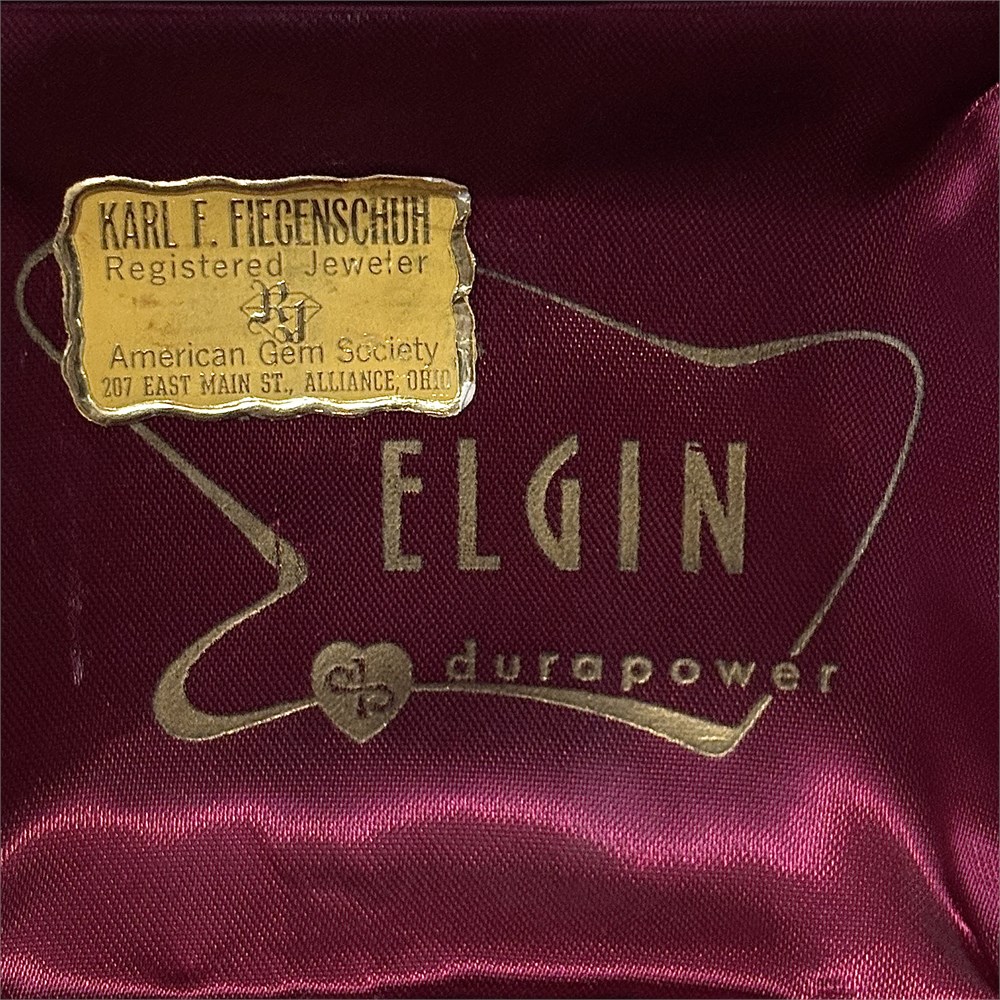 KARL F. FIEGENSCHUH
Registered Jeweler
RJ
American Gem Society
207 EAST MAIN ST., ALLIANCE, OHIO
ELGIN
durapower